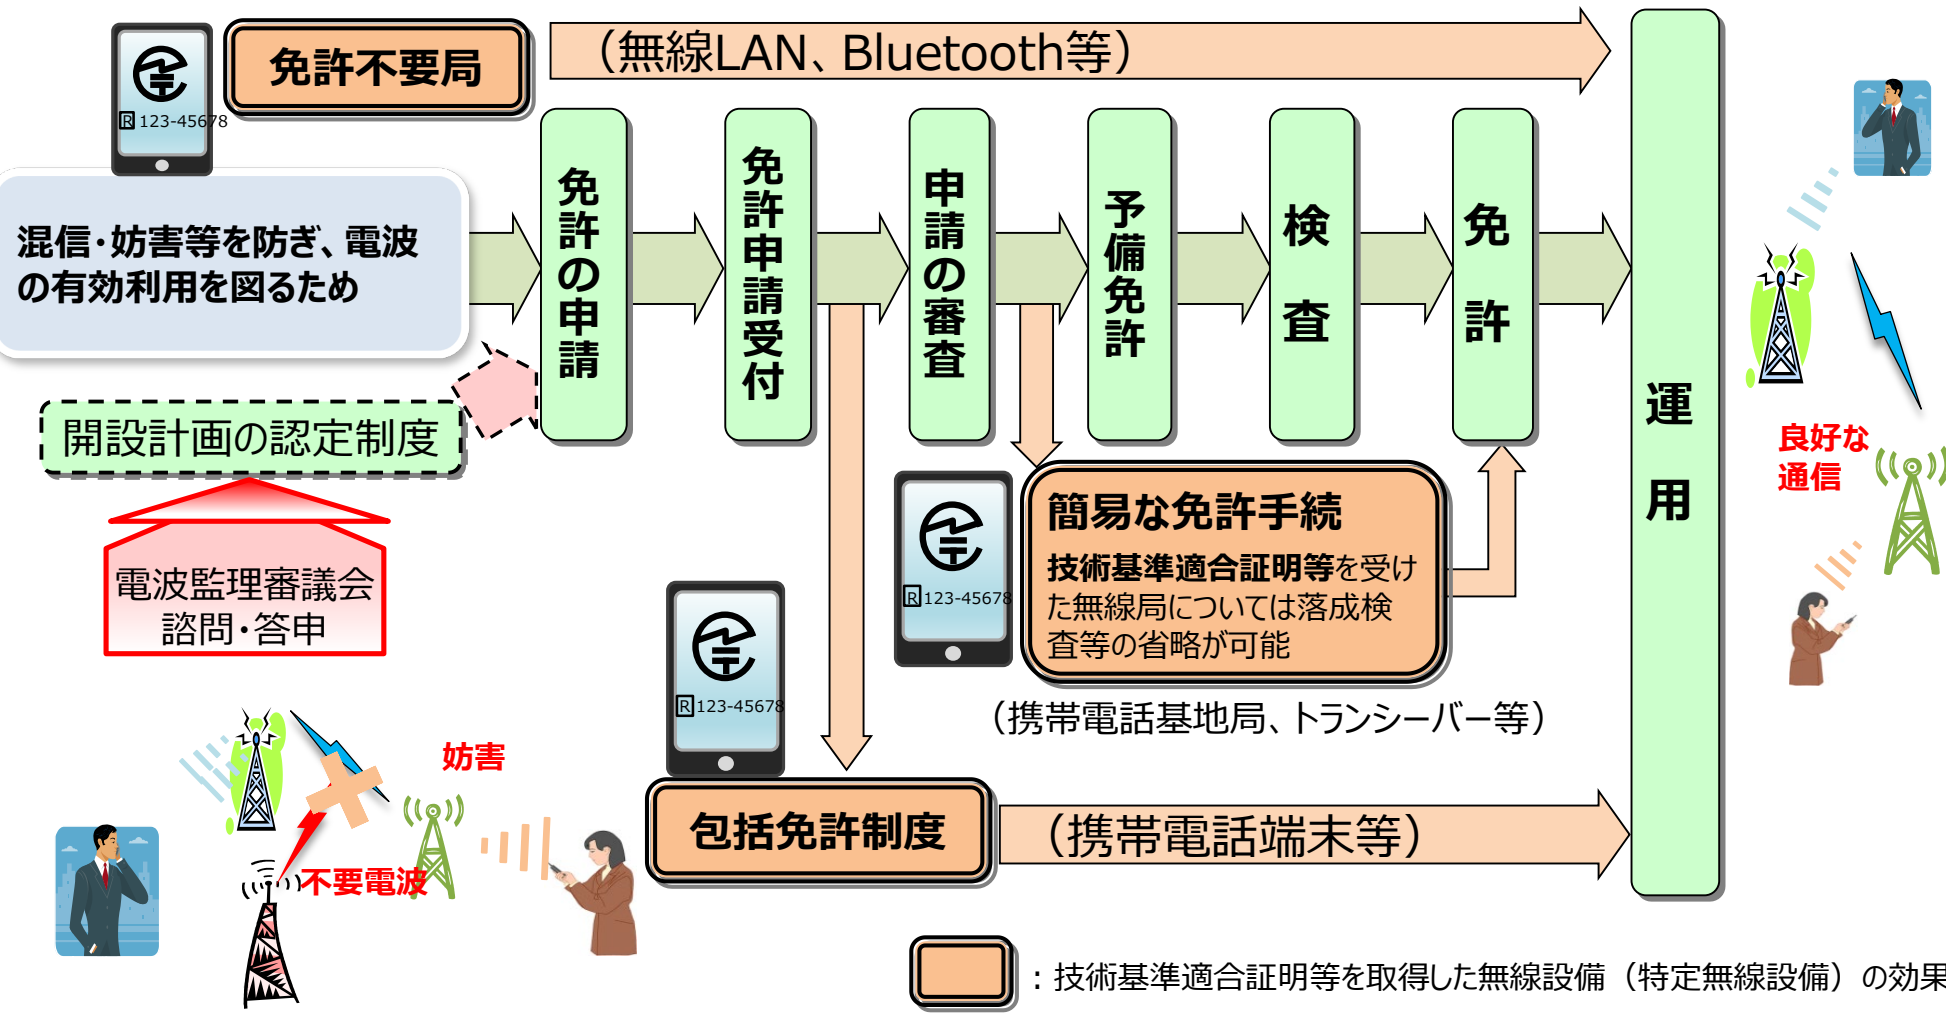 免許不要局
（無線LAN、Bluetooth等）
R 123-45678
混信・妨害等を防ぎ、電波
の有効利用を図るため
免許の申請
免許申請受付
申請の審査
予備免許
検査
免許
運用
開設計画の認定制度
電波監理審議会
諮問・答申
R 123-45678
簡易な免許手続
技術基準適合証明等を受け
た無線局については落成検
査等の省略が可能
（携帯電話基地局、トランシーバー等）
R 123-45678
包括免許制度
（携帯電話端末等）
良好な
通信
妨害
不要電波
：技術基準適合証明等を取得した無線設備（特定無線設備）の効果